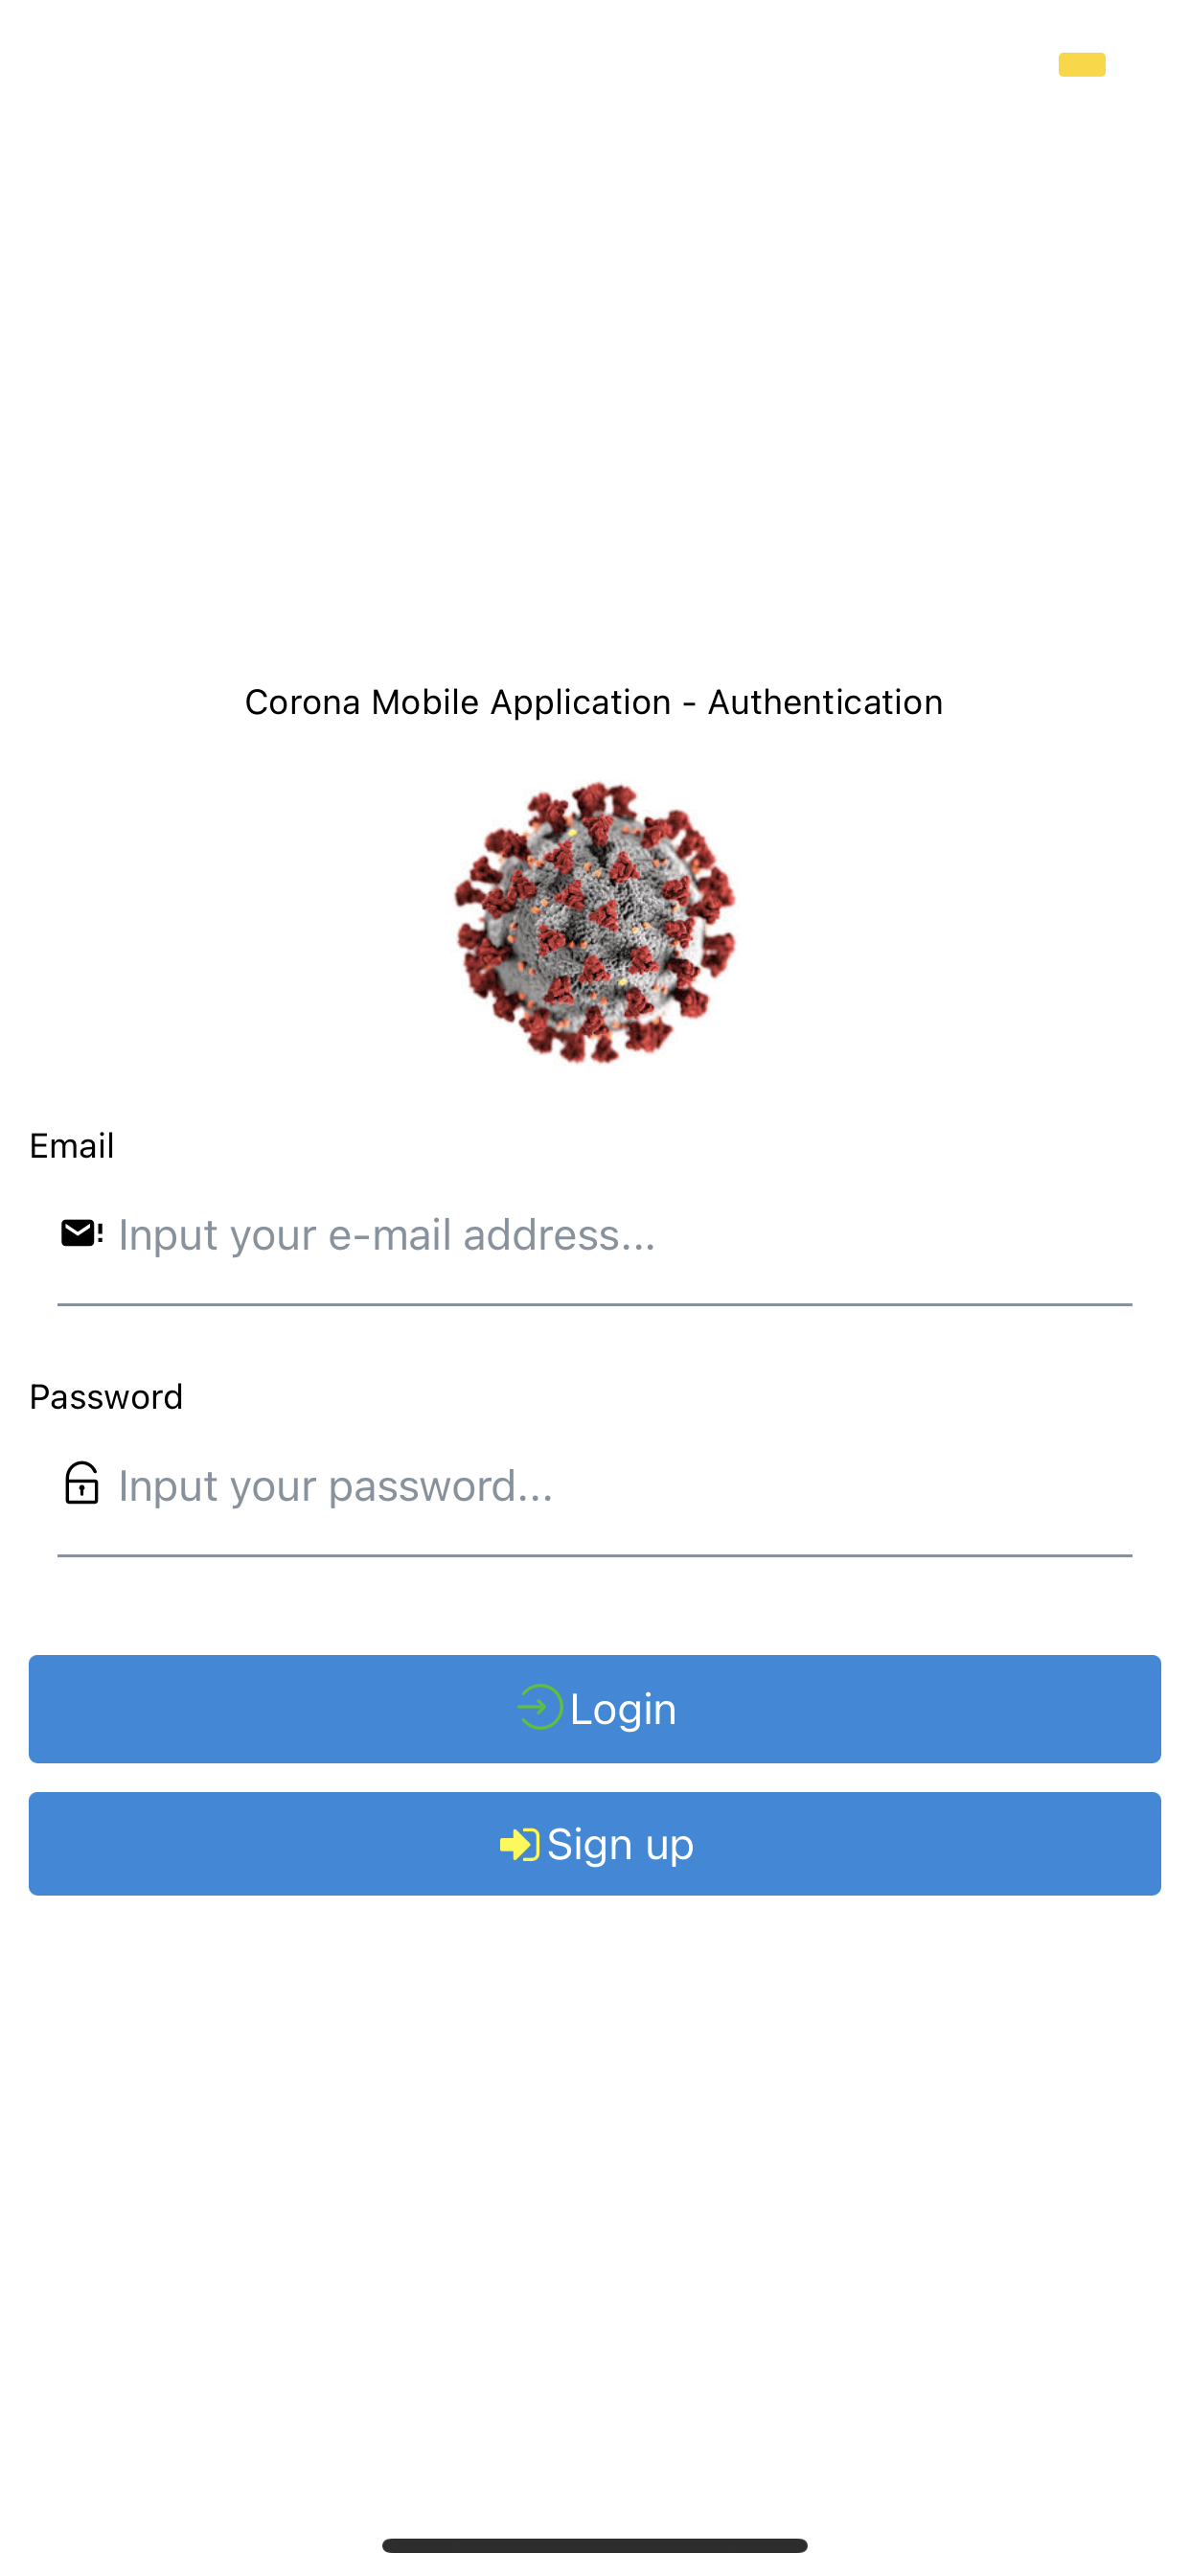 Corona Mobile Application - Authentication
Email
Input your e-mail address...
Password
Input your password...
Login
Sign up